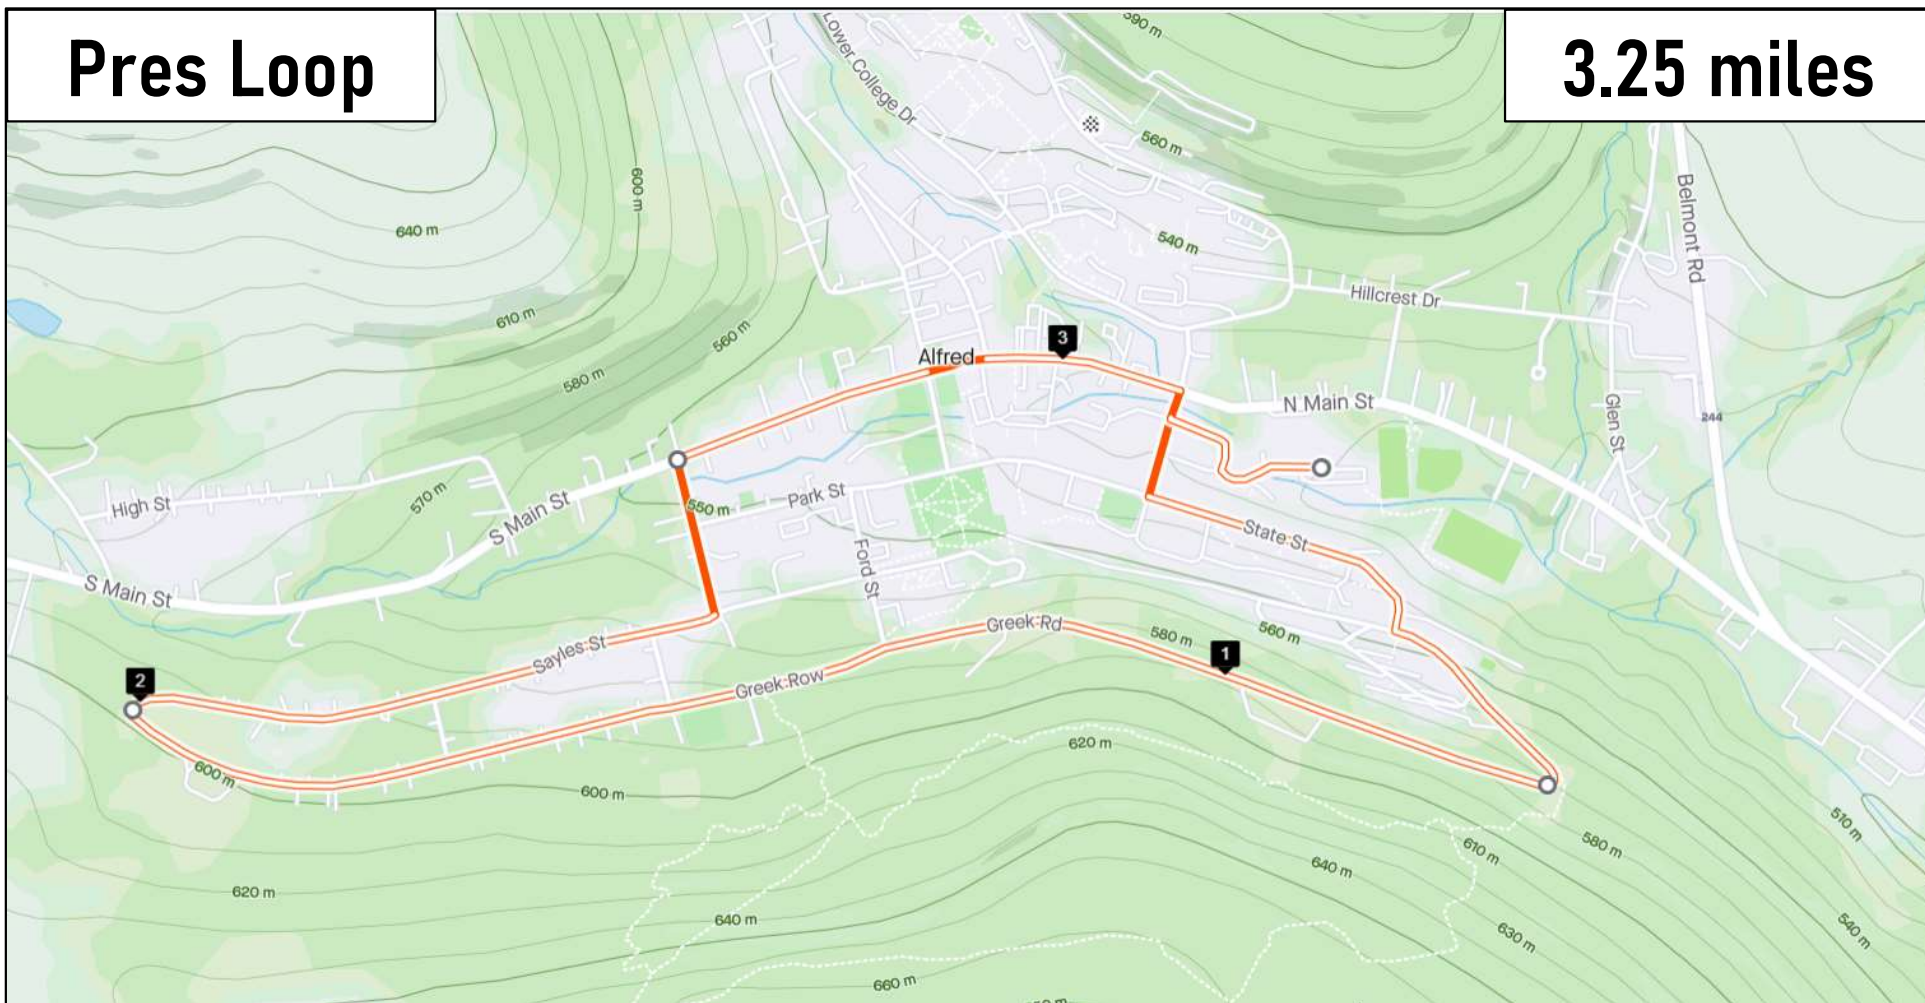 Pres Loop
3.25 miles
590 m
Lower College Dr
560 m
600 m
Belmont Rd
640 m
540 m
Hillcrest Dr
610 m
560 m
3
Alfred
580 m
N Main St
244
Glen St
570 m
High St
Park St
550 m
S Main St
State St
Ford St
S Main St
Greek Rd
580 m
560 m
1
Sayles St
2
Greek Row
620 m
600 m
600 m
510 m
580 m
610 m
640 m
620 m
640 m
630 m
540 m
660 m